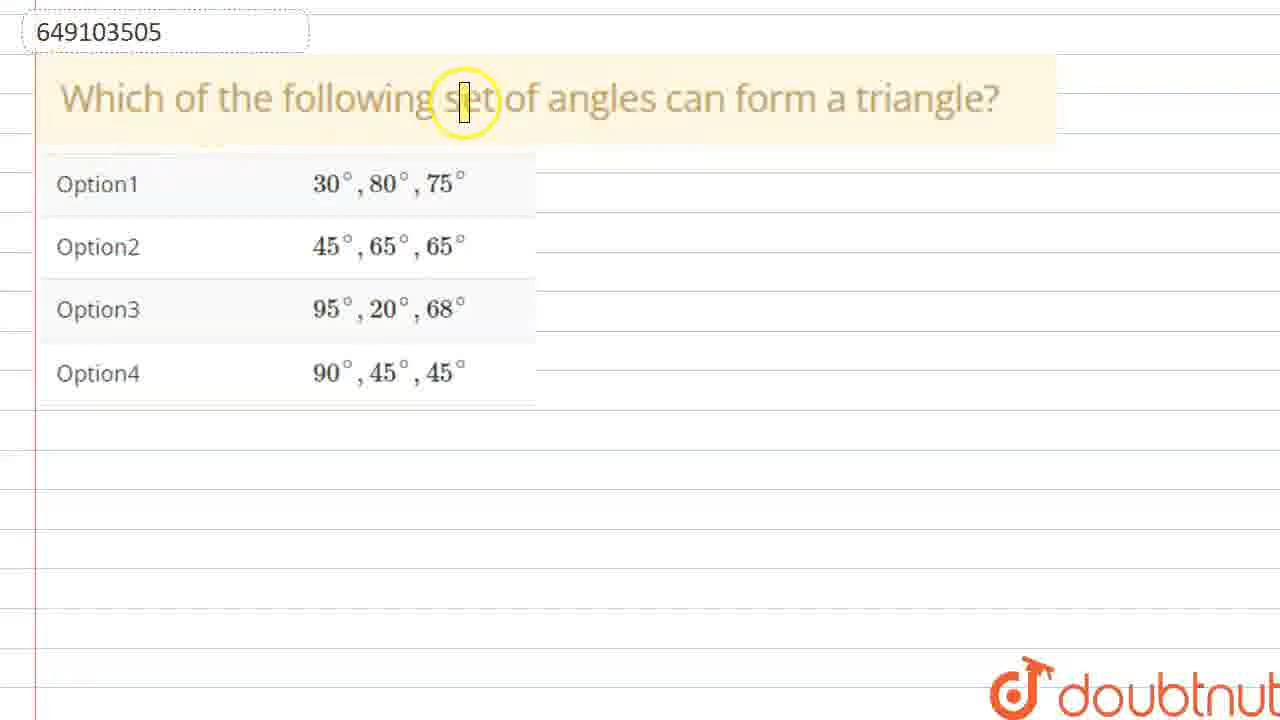 649103505
Which of the following set of angles can form a triangle?
Option1 30°, 80°, 75°
Option2 45°, 65°, 65°
Option3 95°, 20°, 68°
Option4 90°, 45°, 45°
doubtnut